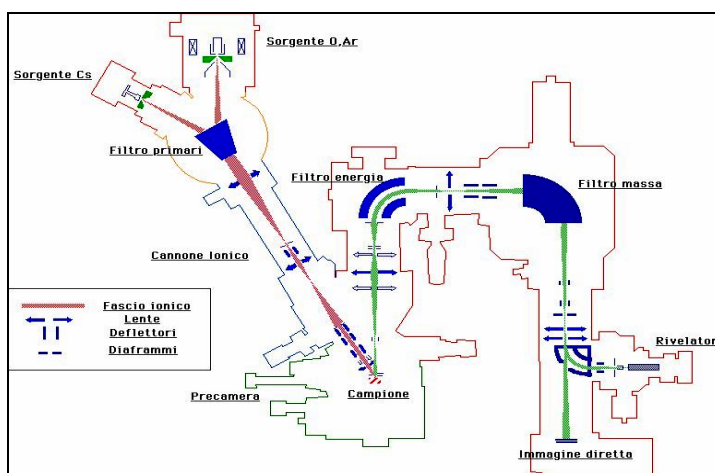 Sorgente O,Ar
Sorgente Cs
Filtro primari
Filtro energia
Filtro massa
Cannone Ionico
Fascio ionico
Lente
Deflettori
Diaframmi
Rivelatori
Precamera
Campione
Immagine diretta